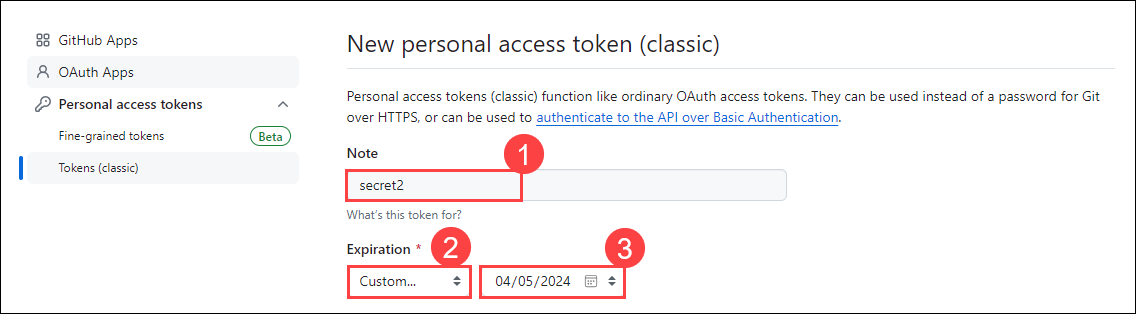 GitHub Apps
OAuth Apps
Personal access tokens
Fine-grained tokens
Beta
Tokens (classic)
New personal access token (classic)
Personal access tokens (classic) function like ordinary OAuth access tokens. They can be used instead of a password for Git
over HTTPS, or can be used to authenticate to the API over Basic Authentication.
Note
1
secret2
What's this token for?
Expiration *
2
3
Custom...
04/05/2024